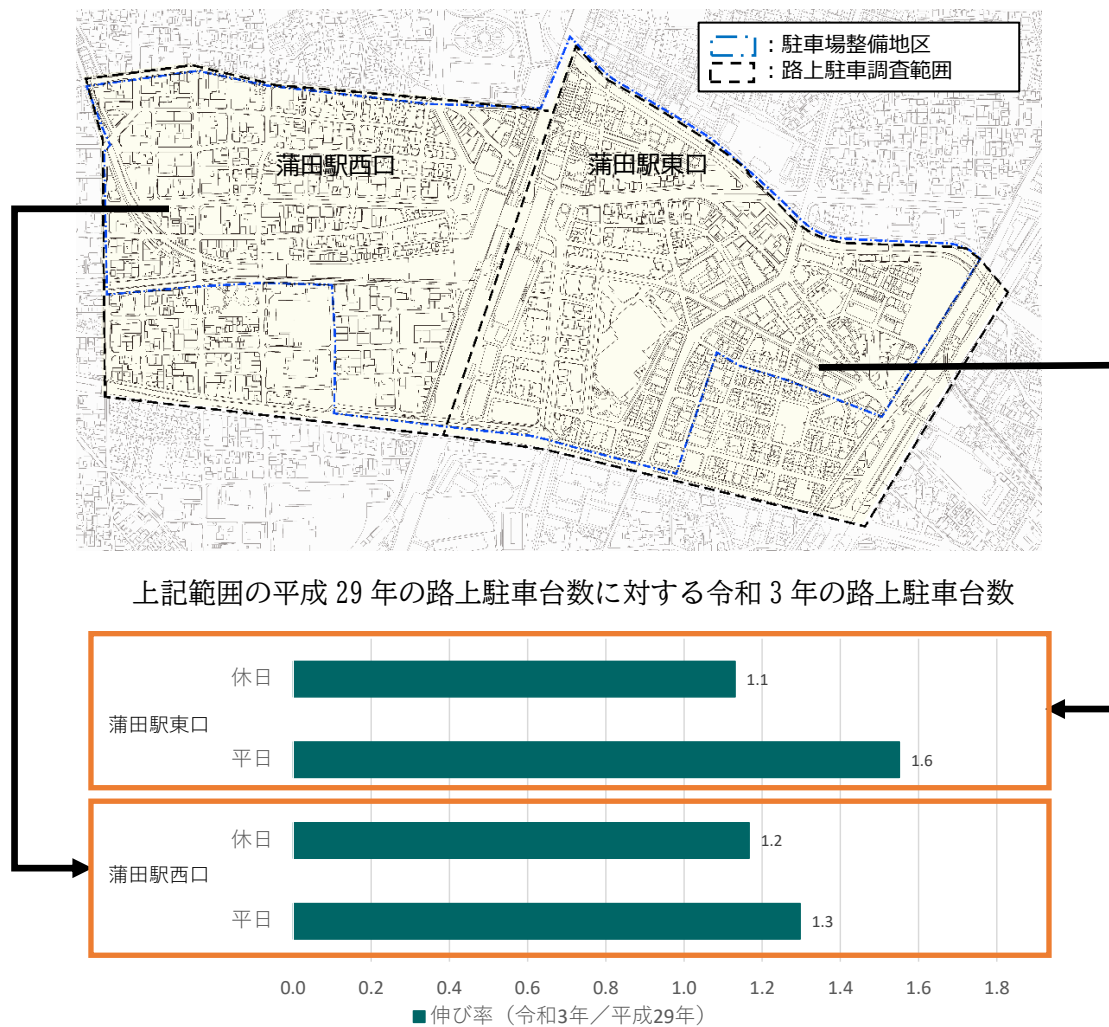 ：駐車場整備地区
：路上駐車調査範囲
蒲田駅西口
蒲田駅東口
上記範囲の平成 29 年の路上駐車台数に対する令和 3 年の路上駐車台数
休日
1.1
蒲田駅東口
平日
1.6
休日
1.2
蒲田駅西口
平日
1.3
0.0 0.2 0.4 0.6 0.8 1.0 1.2 1.4 1.6 1.8
伸び率（令和3年／平成29年）